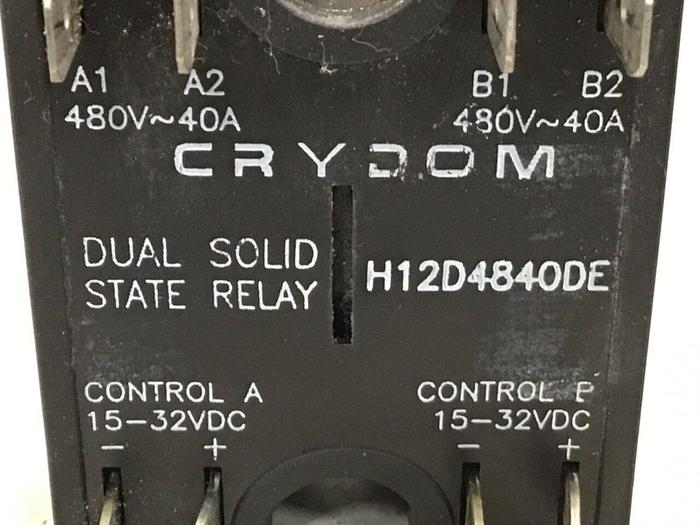 A1 A2 B1 B2
480V~40A 480V~40A
CRYDOM
DUAL SOLID
STATE RELAY
H12D4840DE
CONTROL A CONTROL B
15-32VDC 15-32VDC
- + - +